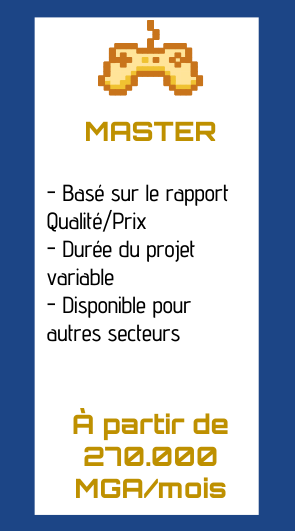 MASTER
- Basé sur le rapport
Qualité/Prix
- Durée du projet
variable
- Disponible pour
autres secteurs
À partir de
270.000
MGA/mois